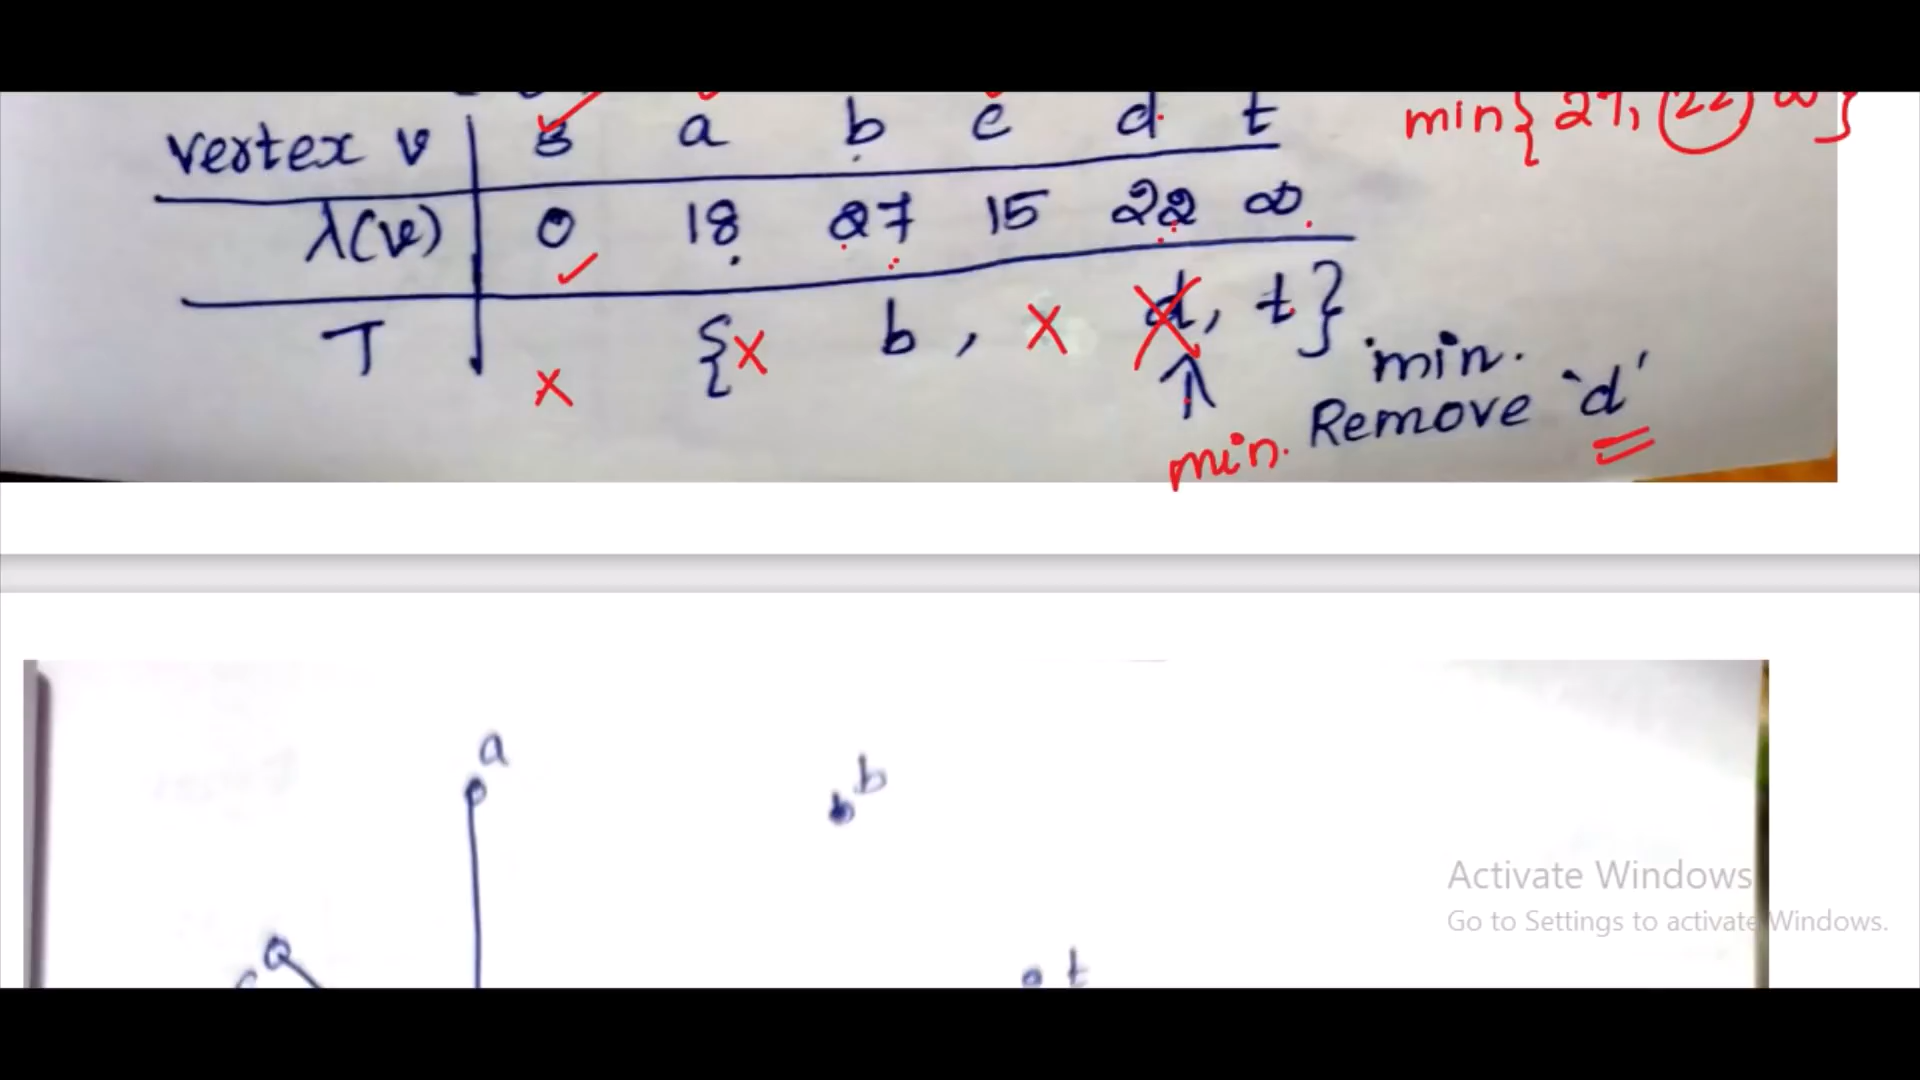 vertex v s a b c d t
min{27, 22, ∞}
λ(v) 0 18 27 15 22 ∞
T {x b, x d, t}
x
min.
min. Remove 'd'
a
b
t
Activate Windows
Go to Settings to activate Windows.